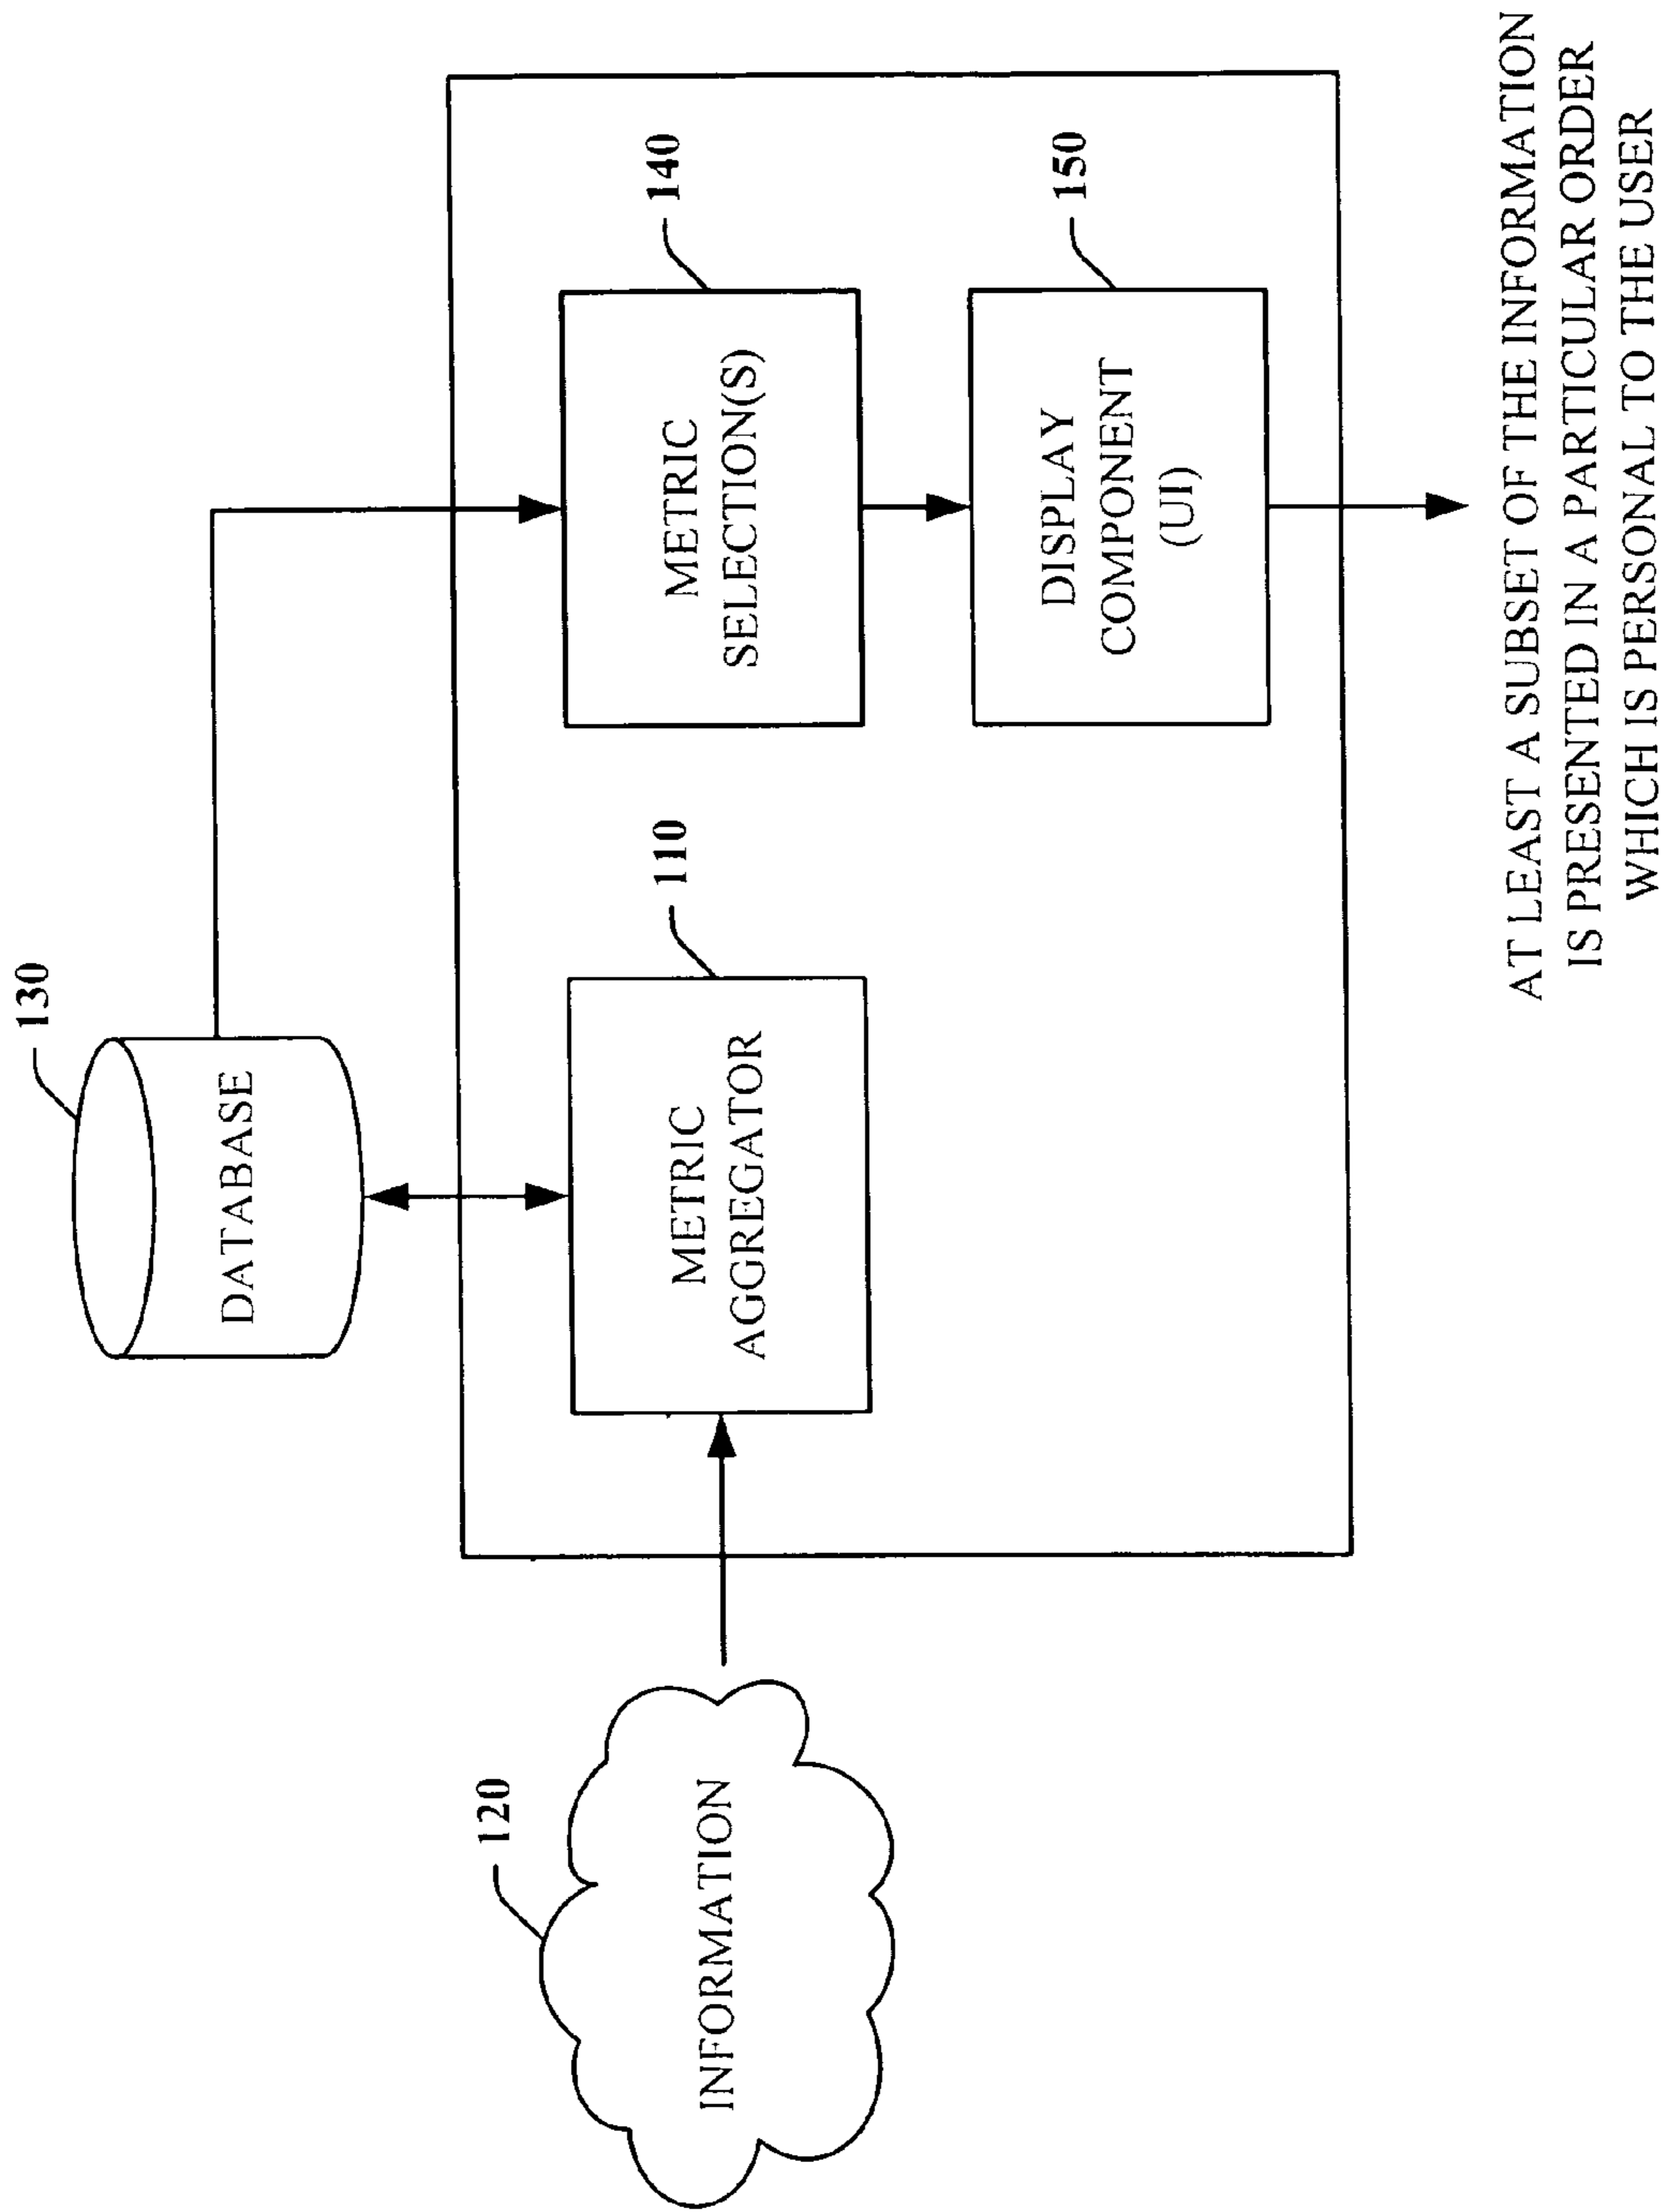 130
DATABASE
120
INFORMATION
110
METRIC
AGGREGATOR
140
METRIC
SELECTION(S)
150
DISPLAY
COMPONENT
(UI)
AT LEAST A SUBSET OF THE INFORMATION
IS PRESENTED IN A PARTICULAR ORDER
WHICH IS PERSONAL TO THE USER